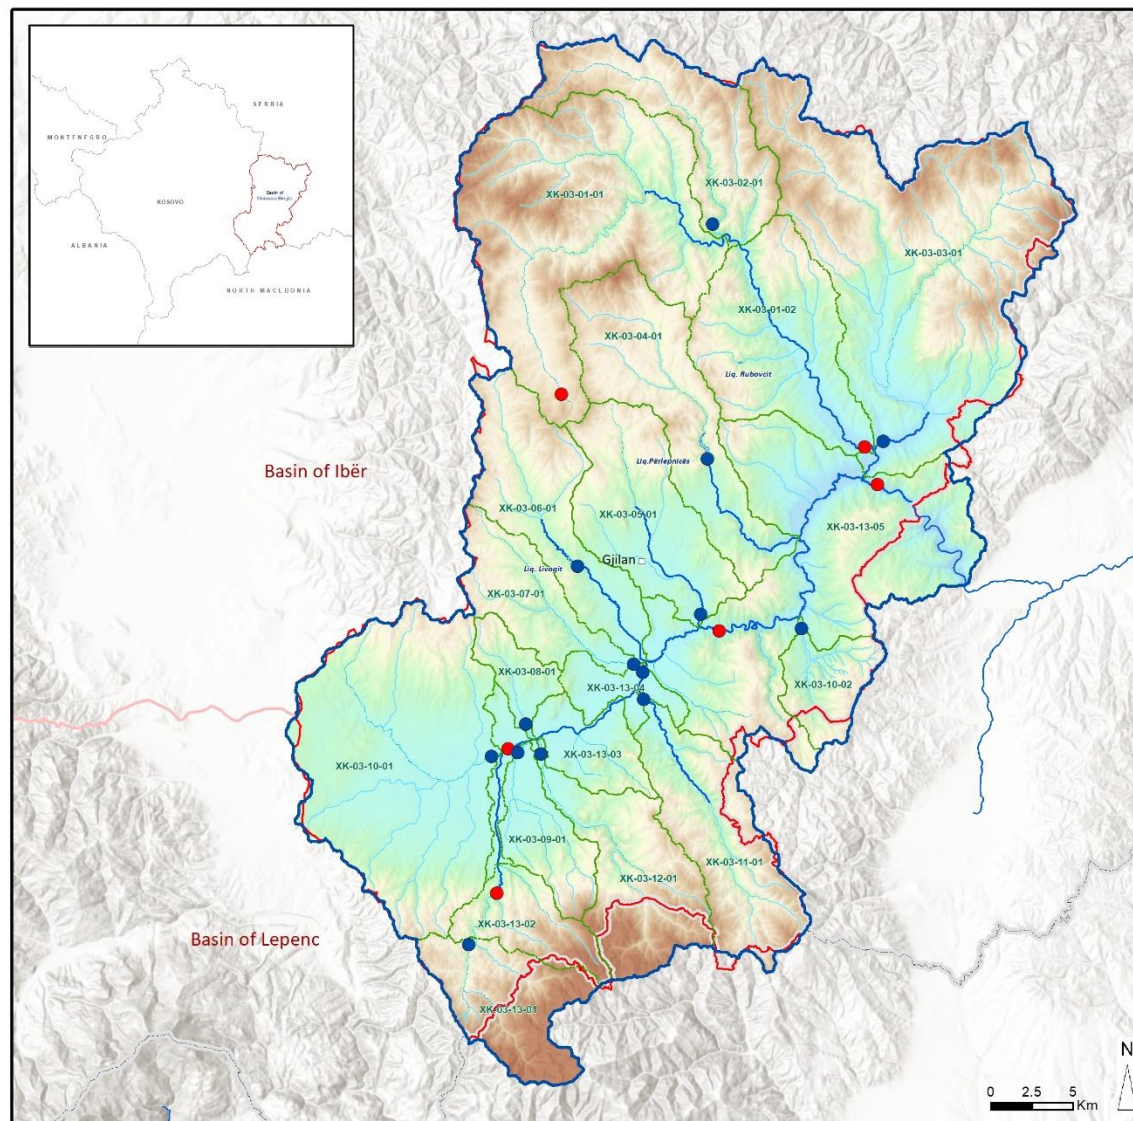 SERBIA
MONTENEGRO
KOSOVO
Basin of
Morava e Binçës
ALBANIA
NORTH MACEDONIA
XK-03-01-01
XK-03-02-01
XK-03-03-01
XK-03-01-02
XK-03-04-01
Liq. Rubovcit
Basin of Ibër
Liq.Përlepnicës
XK-03-06-01
XK-03-05-01
XK-03-13-05
Gjilan
Liq. Livogit
XK-03-07-01
XK-03-08-01
XK-03-13-04
XK-03-10-02
XK-03-13-03
XK-03-10-01
XK-03-09-01
XK-03-11-01
XK-03-12-01
XK-03-13-02
Basin of Lepenc
XK-03-13-01
N
0 2.5 5
Km